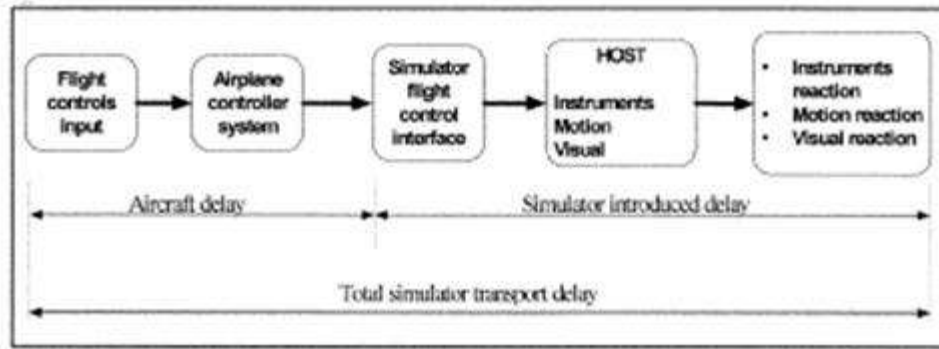 Flight
controls
input
Airplane
controller
system
Simulator
flight
control
interface
HOST
Instruments
Motion
Visual
• Instruments
reaction
• Motion reaction
• Visual reaction
Aircraft delay
Simulator introduced delay
Total simulator transport delay